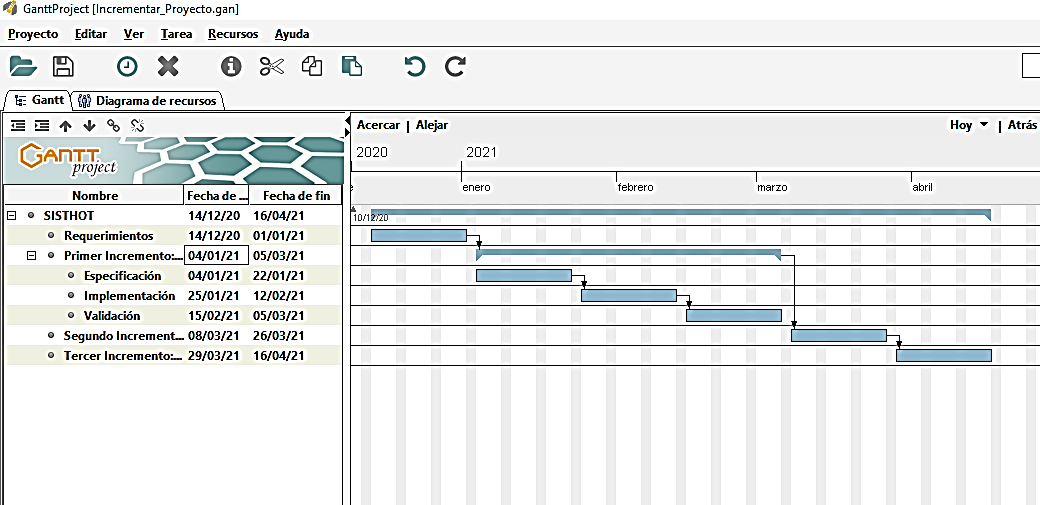 GanttProject [Incrementar_Proyecto.gan]
Proyecto Editar Ver Tarea Recursos Ayuda
Gantt Diagrama de recursos
Acercar | Alejar Hoy | Atrás
GANTT project
2020 2021
e enero febrero marzo abril
Nombre Fecha de ... Fecha de fin
10/12/20
SISTHOT 14/12/20 16/04/21
Requerimientos 14/12/20 01/01/21
Primer Incremento:... 04/01/21 05/03/21
Especificación 04/01/21 22/01/21
Implementación 25/01/21 12/02/21
Validación 15/02/21 05/03/21
Segundo Increment... 08/03/21 26/03/21
Tercer Incremento:... 29/03/21 16/04/21